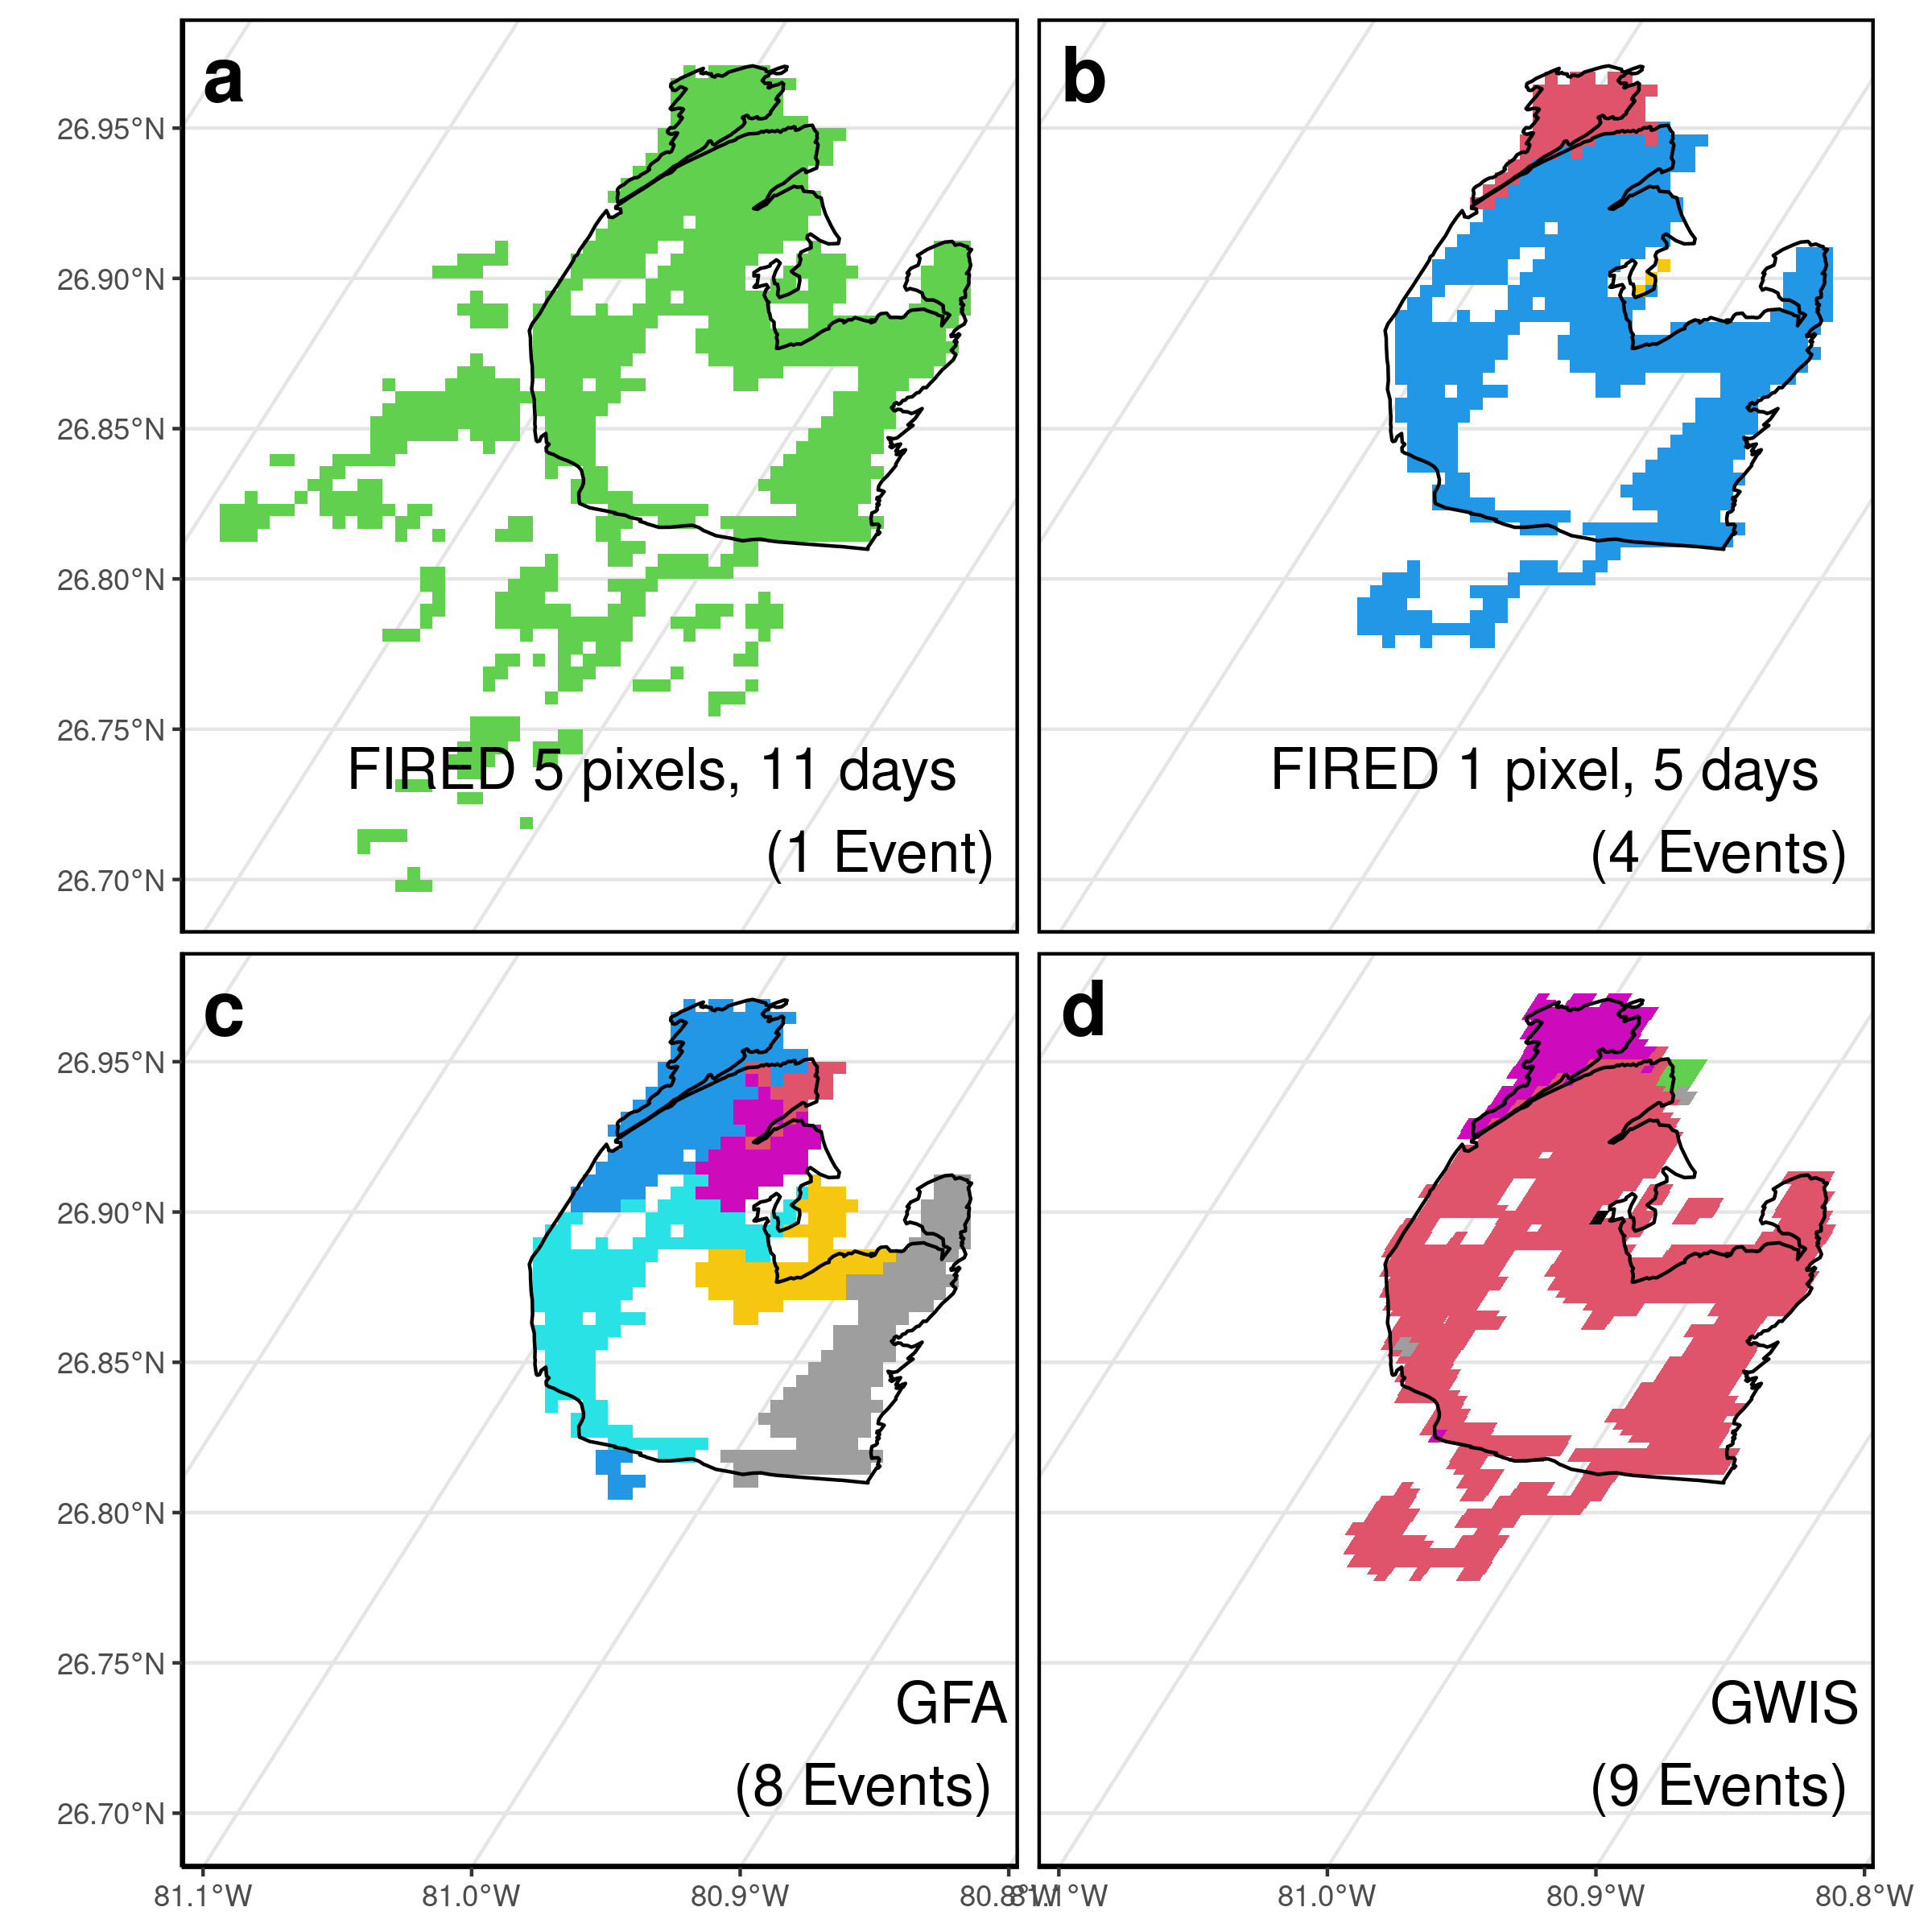 a
b
26.95°N
26.90°N
26.85°N
26.80°N
26.75°N
26.70°N
FIRED 5 pixels, 11 days
(1 Event)
FIRED 1 pixel, 5 days
(4 Events)
c
d
26.95°N
26.90°N
26.85°N
26.80°N
26.75°N
26.70°N
GFA
(8 Events)
GWIS
(9 Events)
81.1°W 81.0°W 80.9°W 80.8°W
81.1°W 81.0°W 80.9°W 80.8°W